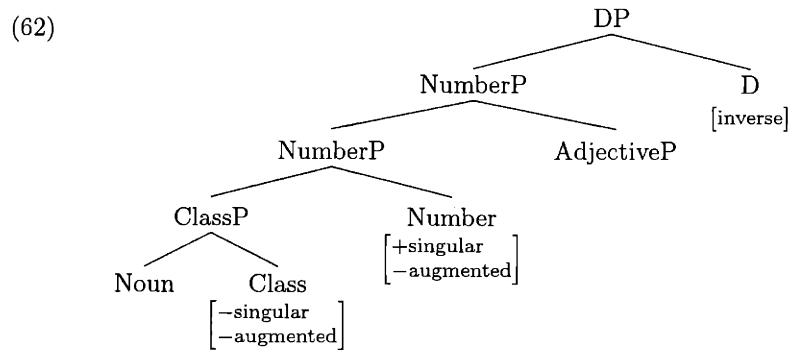 (62)
DP
NumberP D
[inverse]
NumberP AdjectiveP
ClassP Number
[+singular
−augmented]
Noun Class
[−singular
−augmented]